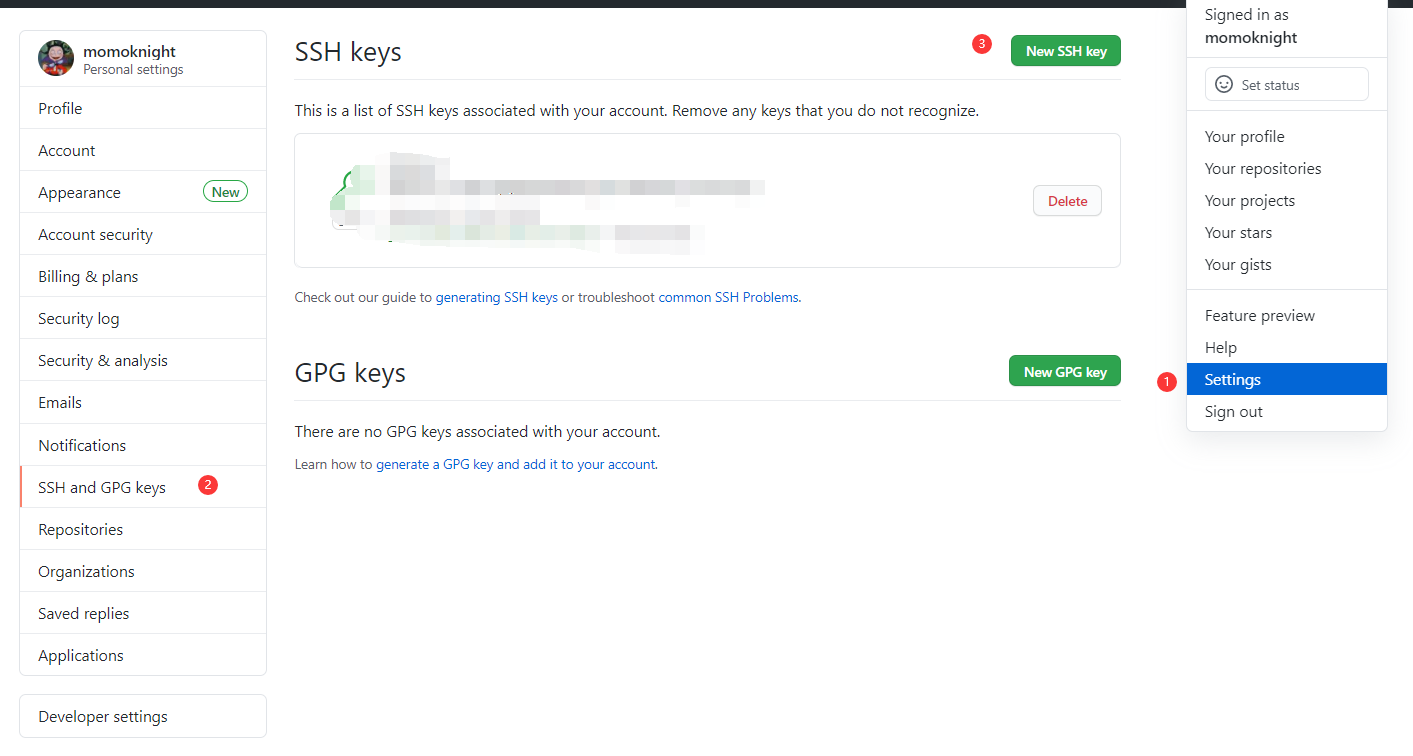 momoknight
Personal settings
Profile
Account
Appearance New
Account security
Billing & plans
Security log
Security & analysis
Emails
Notifications
SSH and GPG keys 2
Repositories
Organizations
Saved replies
Applications
Developer settings
SSH keys 3 New SSH key
This is a list of SSH keys associated with your account. Remove any keys that you do not recognize.
Delete
Check out our guide to generating SSH keys or troubleshoot common SSH Problems.
GPG keys New GPG key
There are no GPG keys associated with your account.
Learn how to generate a GPG key and add it to your account.
Signed in as
momoknight
Set status
Your profile
Your repositories
Your projects
Your stars
Your gists
Feature preview
Help
1 Settings
Sign out